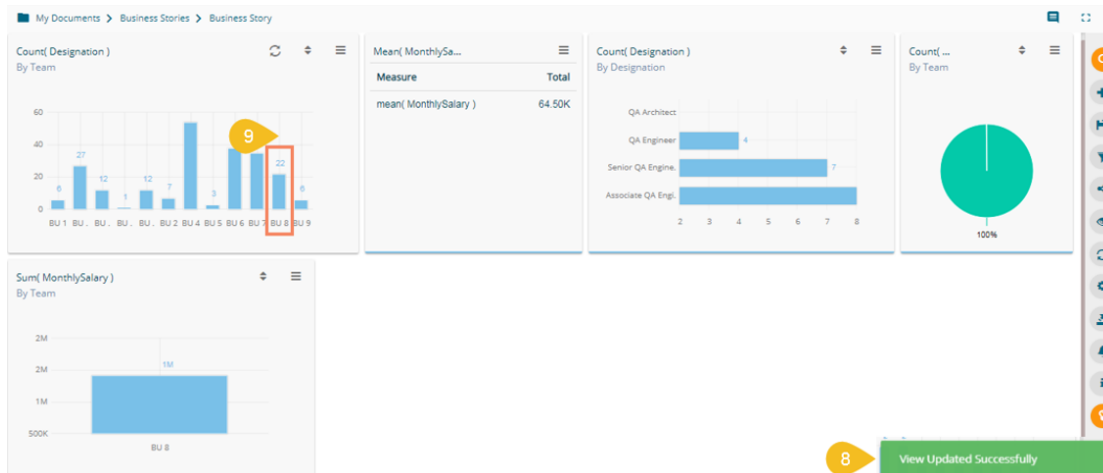 My Documents > Business Stories > Business Story
Count( Designation )
By Team
60
40
20
0
6
27
12
1
12
7
3
22
6
BU 1 BU . BU . BU . BU . BU 2 BU 4 BU 5 BU 6 BU 7 BU 8 BU 9
9
Mean( MonthlySa...
Measure Total
mean( MonthlySalary ) 64.50K
Count( Designation )
By Designation
QA Architect
QA Engineer 4
Senior QA Engine. 7
Associate QA Engi.
2 3 4 5 6 7 8
Count( ...
By Team
100%
Sum( MonthlySalary )
By Team
2M
2M
1M
500K
1M
BU 8
8
View Updated Successfully